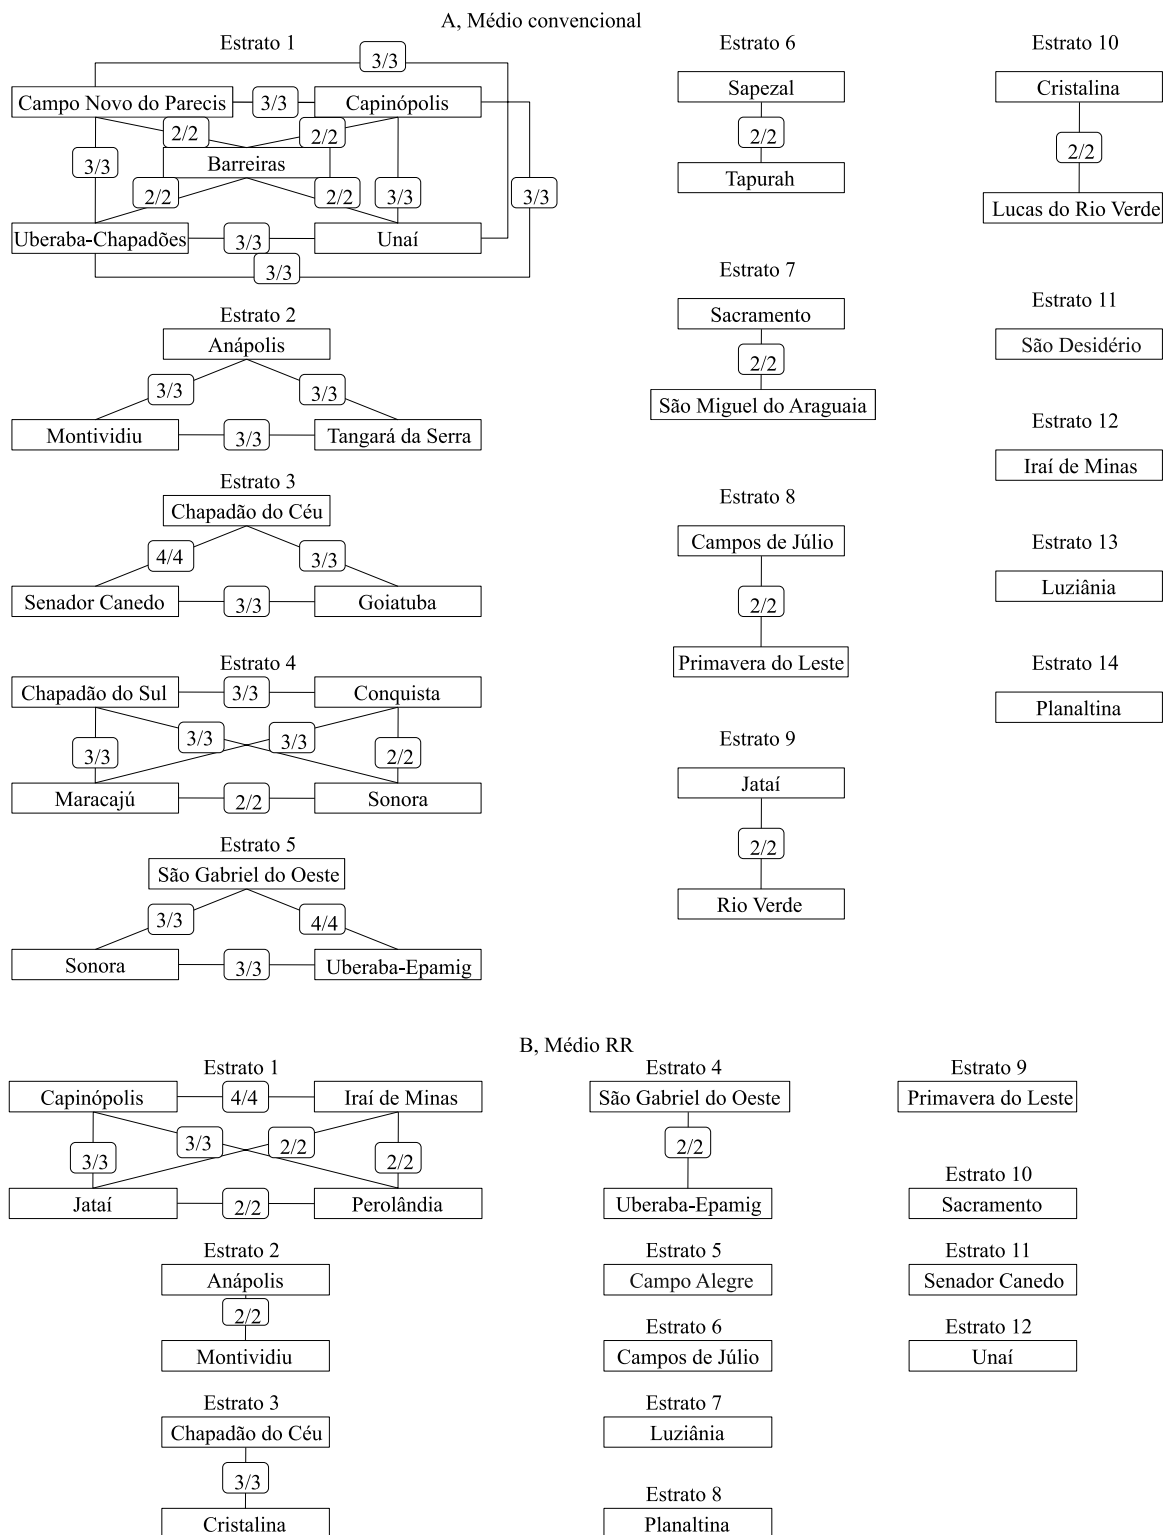 A, Médio convencional
Estrato 1
3/3
Campo Novo do Parecis
3/3
Capinópolis
2/2
2/2
3/3
Barreiras
2/2
2/2
3/3
3/3
Uberaba-Chapadões
3/3
Unaí
3/3
Estrato 2
Anápolis
3/3
3/3
Montividiu
3/3
Tangará da Serra
Estrato 3
Chapadão do Céu
4/4
3/3
Senador Canedo
3/3
Goiatuba
Estrato 4
Chapadão do Sul
3/3
Conquista
3/3
3/3
3/3
2/2
Maracajú
2/2
Sonora
Estrato 5
São Gabriel do Oeste
3/3
4/4
Sonora
3/3
Uberaba-Epamig
Estrato 6
Sapezal
2/2
Tapurah
Estrato 7
Sacramento
2/2
São Miguel do Araguaia
Estrato 8
Campos de Júlio
2/2
Primavera do Leste
Estrato 9
Jataí
2/2
Rio Verde
Estrato 10
Cristalina
2/2
Lucas do Rio Verde
Estrato 11
São Desidério
Estrato 12
Iraí de Minas
Estrato 13
Luziânia
Estrato 14
Planaltina
B, Médio RR
Estrato 1
Capinópolis
4/4
Iraí de Minas
3/3
3/3
2/2
2/2
Jataí
2/2
Perolândia
Estrato 2
Anápolis
2/2
Montividiu
Estrato 3
Chapadão do Céu
3/3
Cristalina
Estrato 4
São Gabriel do Oeste
2/2
Uberaba-Epamig
Estrato 5
Campo Alegre
Estrato 6
Campos de Júlio
Estrato 7
Luziânia
Estrato 8
Planaltina
Estrato 9
Primavera do Leste
Estrato 10
Sacramento
Estrato 11
Senador Canedo
Estrato 12
Unaí